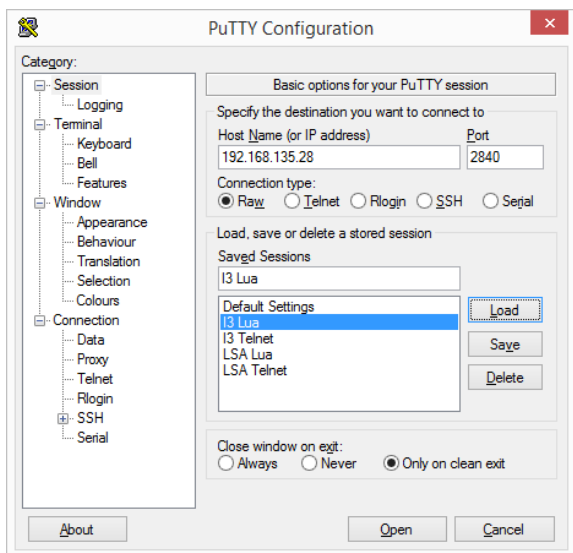 PuTTY Configuration
Category:
Session
Logging
Terminal
Keyboard
Bell
Features
Window
Appearance
Behaviour
Translation
Selection
Colours
Connection
Data
Proxy
Telnet
Rlogin
SSH
Serial
Basic options for your PuTTY session
Specify the destination you want to connect to
Host Name (or IP address) Port
192.168.135.28 2840
Connection type:
Raw Telnet Rlogin SSH Serial
Load, save or delete a stored session
Saved Sessions
I3 Lua
Default Settings
I3 Lua
I3 Telnet
LSA Lua
LSA Telnet
Load
Save
Delete
Close window on exit:
Always Never Only on clean exit
About Open Cancel